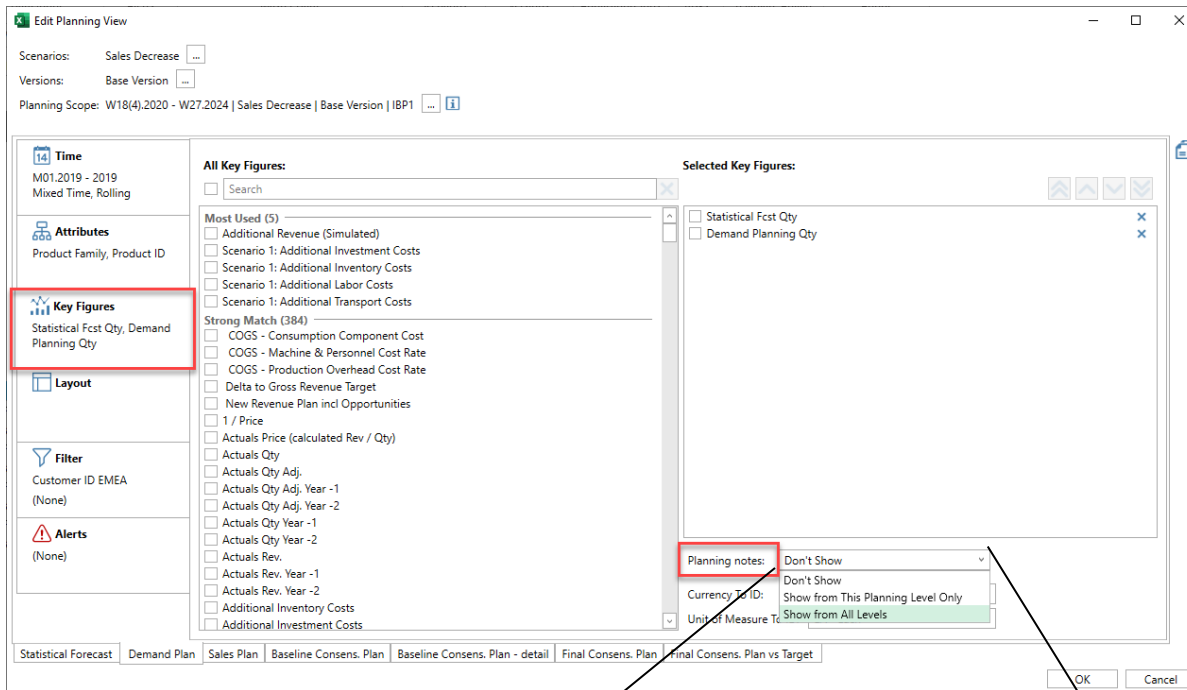 Edit Planning View
Scenarios: Sales Decrease ...
Versions: Base Version ...
Planning Scope: W18(4).2020 - W27.2024 | Sales Decrease | Base Version | IBP1 ... i
14 Time
M01.2019 - 2019
Mixed Time, Rolling
Attributes
Product Family, Product ID
Key Figures
Statistical Fcst Qty, Demand
Planning Qty
Layout
Filter
Customer ID EMEA
(None)
Alerts
(None)
All Key Figures:
Search
Most Used (5)
Additional Revenue (Simulated)
Scenario 1: Additional Investment Costs
Scenario 1: Additional Inventory Costs
Scenario 1: Additional Labor Costs
Scenario 1: Additional Transport Costs
Strong Match (384)
COGS - Consumption Component Cost
COGS - Machine & Personnel Cost Rate
COGS - Production Overhead Cost Rate
Delta to Gross Revenue Target
New Revenue Plan incl Opportunities
1 / Price
Actuals Price (calculated Rev / Qty)
Actuals Qty
Actuals Qty Adj.
Actuals Qty Adj. Year -1
Actuals Qty Adj. Year -2
Actuals Qty Year -1
Actuals Qty Year -2
Actuals Rev.
Actuals Rev. Year -1
Actuals Rev. Year -2
Additional Inventory Costs
Additional Investment Costs
Selected Key Figures:
Statistical Fcst Qty
Demand Planning Qty
Planning notes: Don't Show
Don't Show
Show from This Planning Level Only
Show from All Levels
Currency To ID:
Unit of Measure T
Statistical Forecast Demand Plan Sales Plan Baseline Consens. Plan Baseline Consens. Plan - detail Final Consens. Plan Final Consens. Plan vs Target
OK Cancel